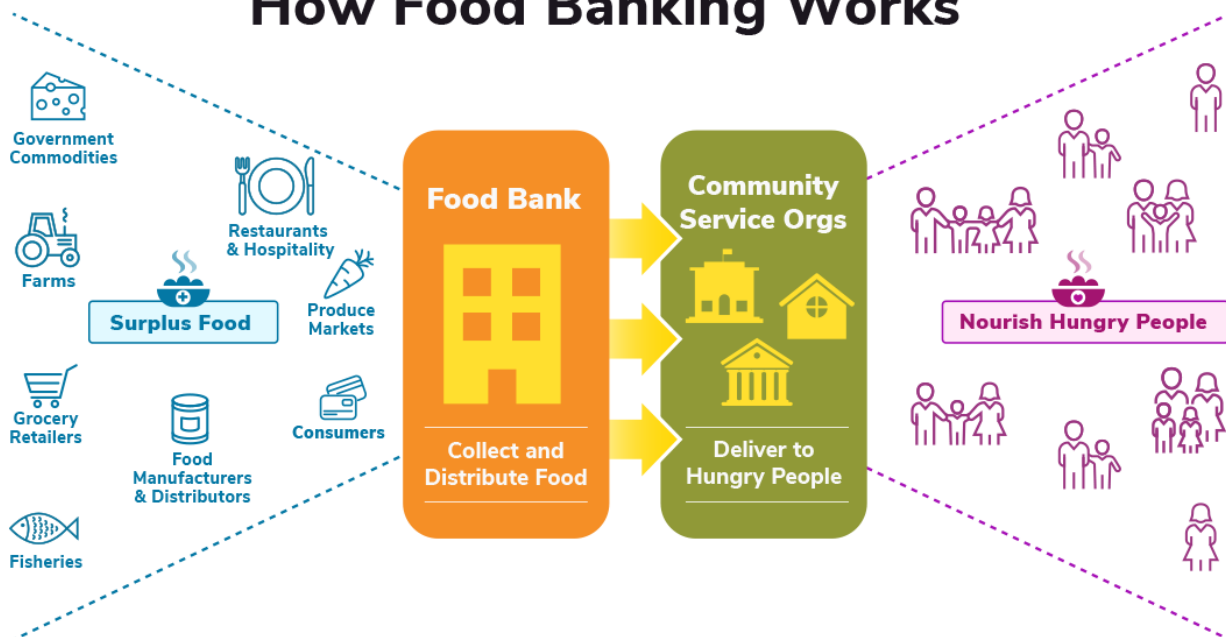 How Food Banking Works
Government
Commodities
Restaurants
& Hospitality
Farms
Produce
Markets
Surplus Food
Grocery
Retailers
Food
Manufacturers
& Distributors
Consumers
Fisheries
Food Bank
Collect and
Distribute Food
Community
Service Orgs
Deliver to
Hungry People
Nourish Hungry People